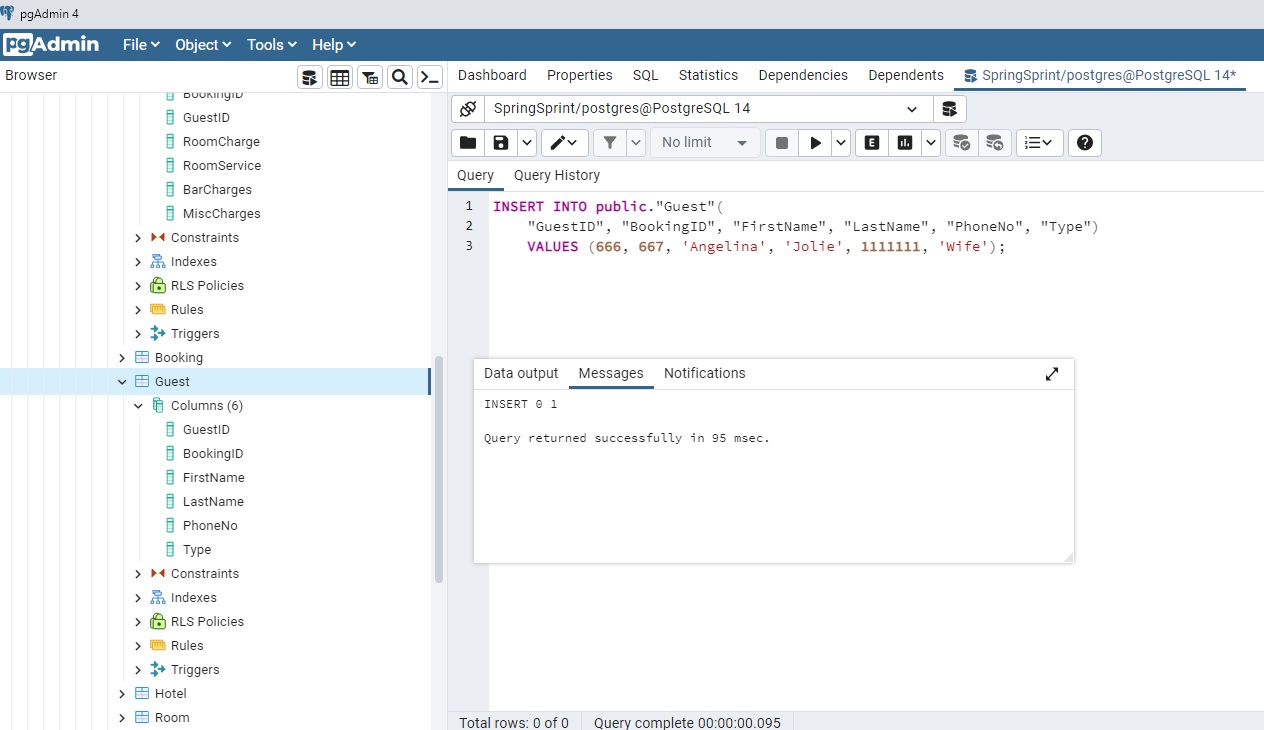 pgAdmin 4
pgAdmin File Object Tools Help
Browser
Dashboard Properties SQL Statistics Dependencies Dependents SpringSprint/postgres@PostgreSQL 14*
BookingID
GuestID
RoomCharge
RoomService
BarCharges
MiscCharges
Constraints
Indexes
RLS Policies
Rules
Triggers
Booking
Guest
Columns (6)
GuestID
BookingID
FirstName
LastName
PhoneNo
Type
Constraints
Indexes
RLS Policies
Rules
Triggers
Hotel
Room
SpringSprint/postgres@PostgreSQL 14
No limit
E
Query Query History
1 INSERT INTO public."Guest"(
2 "GuestID", "BookingID", "FirstName", "LastName", "PhoneNo", "Type")
3 VALUES (666, 667, 'Angelina', 'Jolie', 1111111, 'Wife');
Data output Messages Notifications
INSERT 0 1
Query returned successfully in 95 msec.
Total rows: 0 of 0 Query complete 00:00:00.095